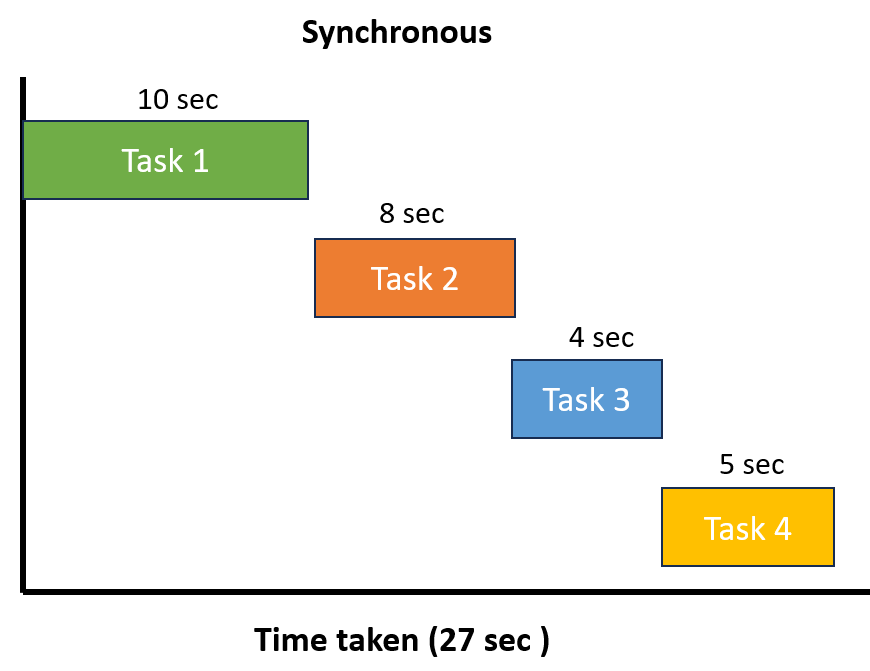 Synchronous
10 sec
Task 1
8 sec
Task 2
4 sec
Task 3
5 sec
Task 4
Time taken (27 sec )